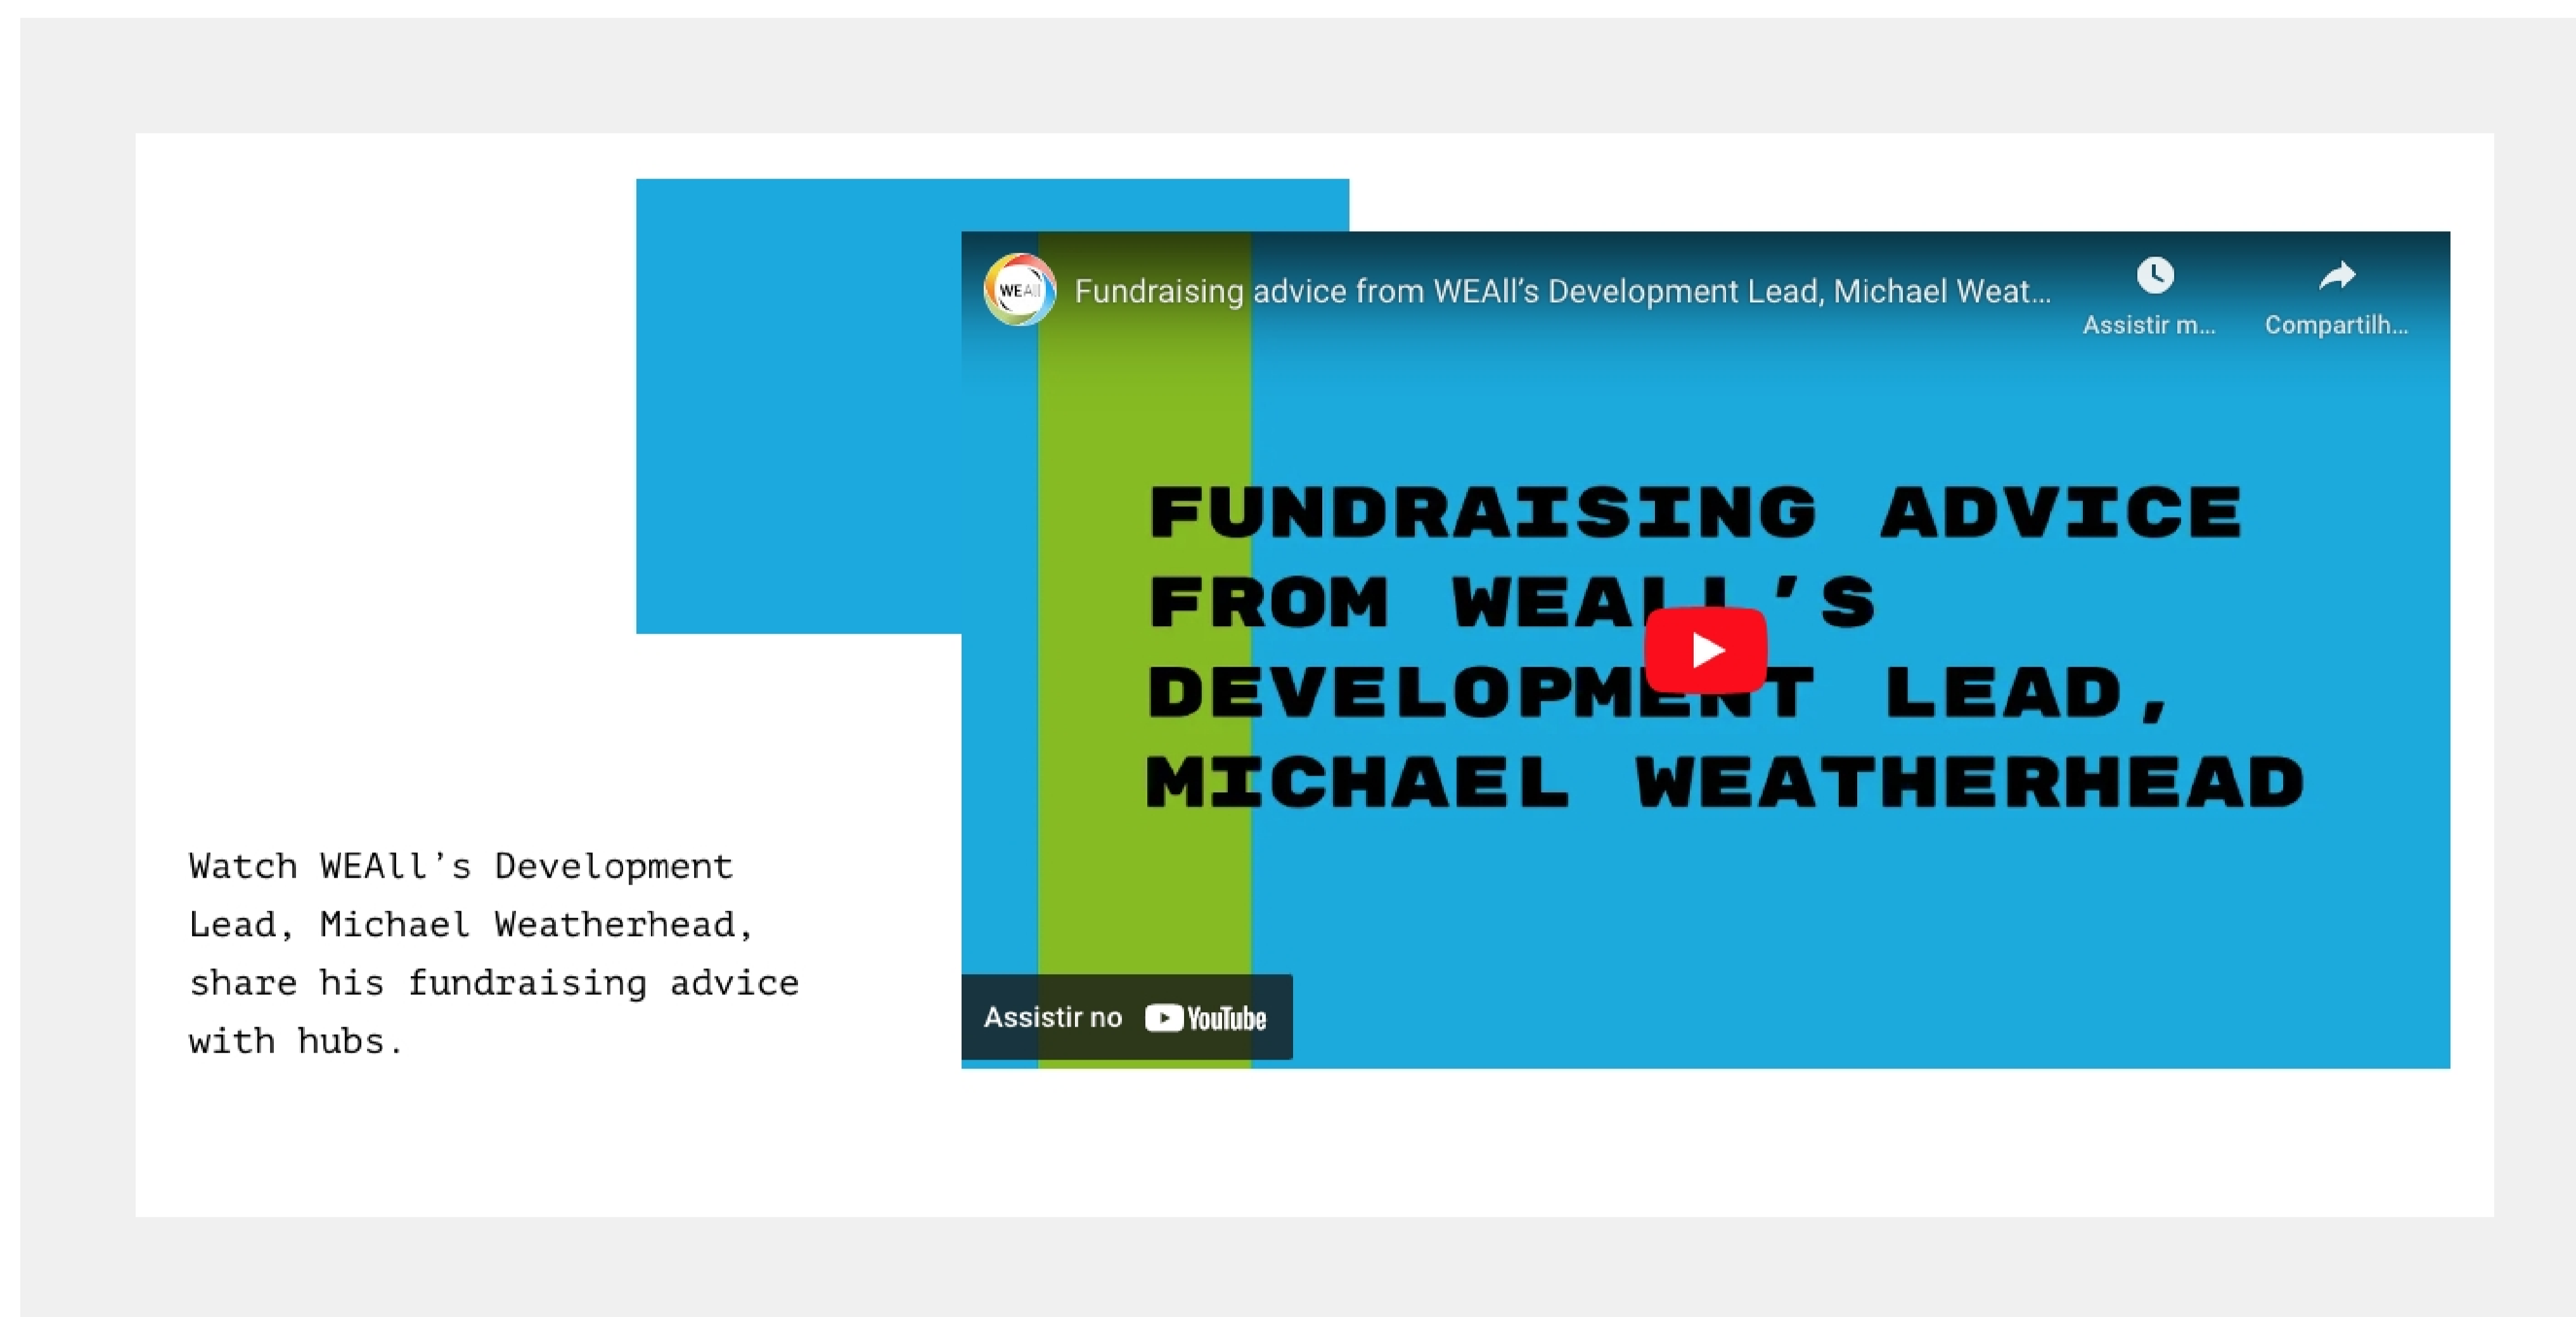 WEAll
Fundraising advice from WEAll’s Development Lead, Michael Weat...
Assistir m...
Compartilh...
FUNDRAISING ADVICE
FROM WEALL’S
DEVELOPMENT LEAD,
MICHAEL WEATHERHEAD
Watch WEAll’s Development
Lead, Michael Weatherhead,
share his fundraising advice
with hubs.
Assistir no YouTube